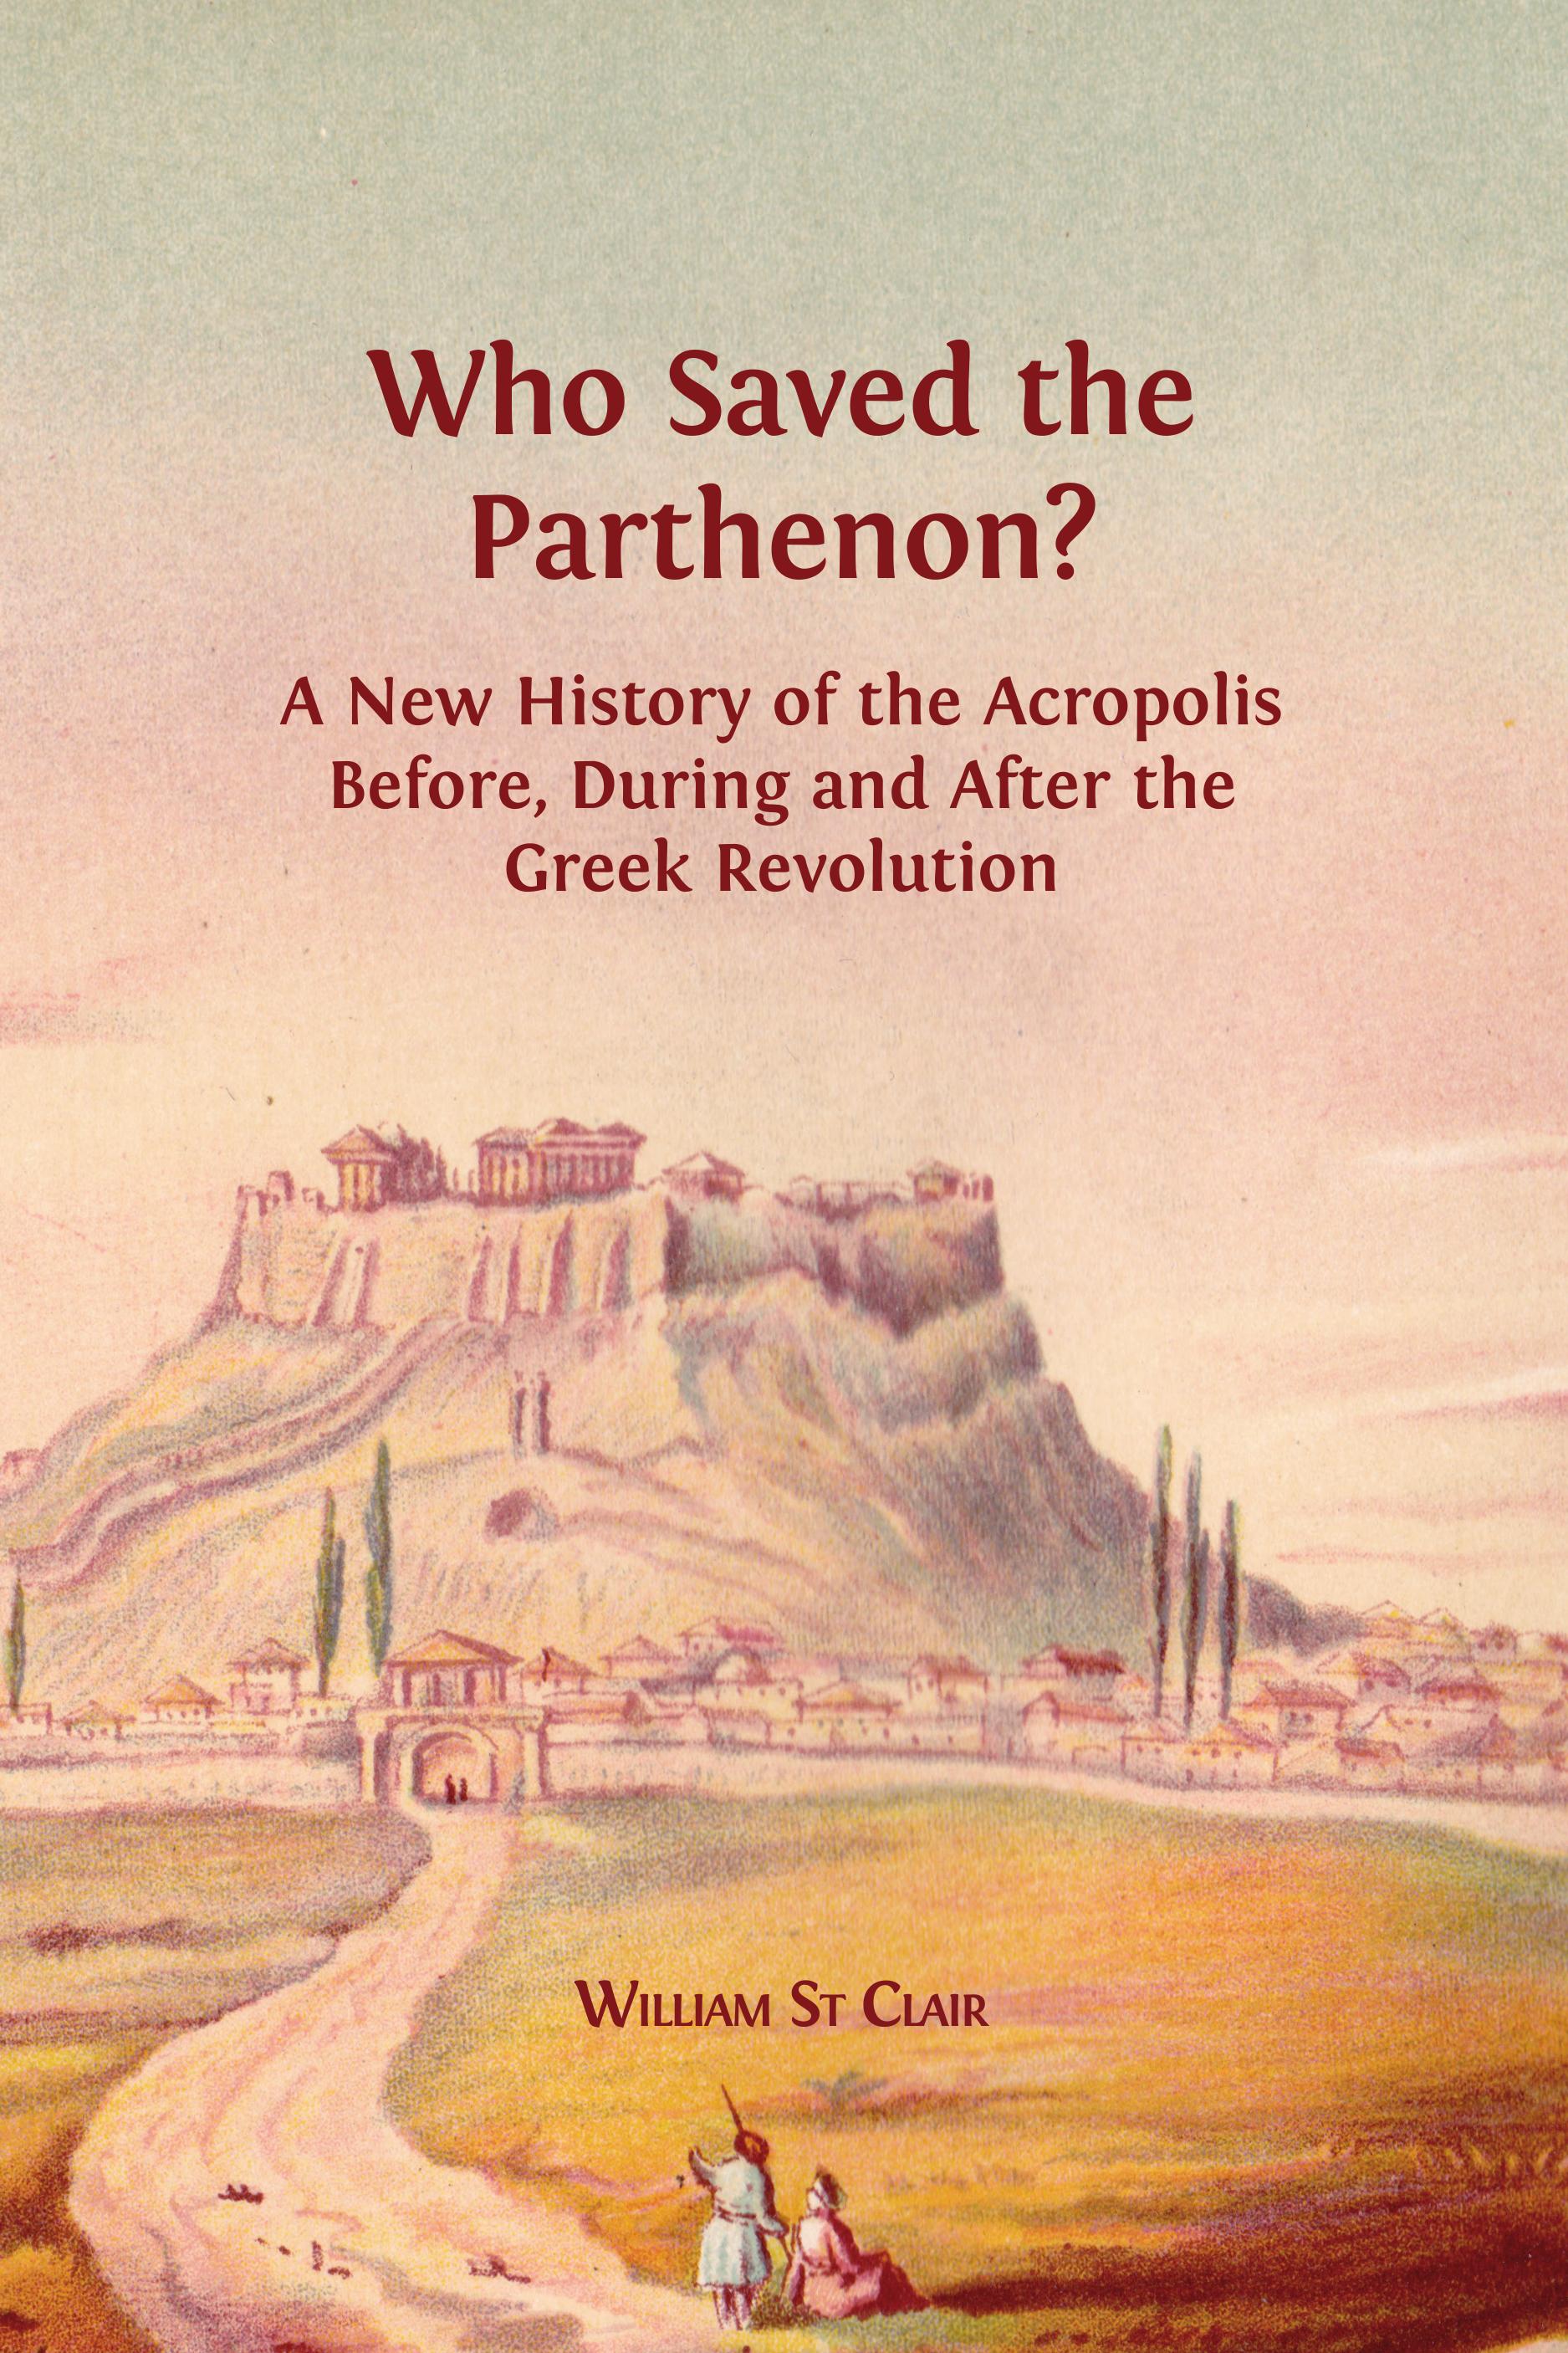 Who Saved the
Parthenon?
A New History of the Acropolis
Before, During and After the
Greek Revolution
William St Clair